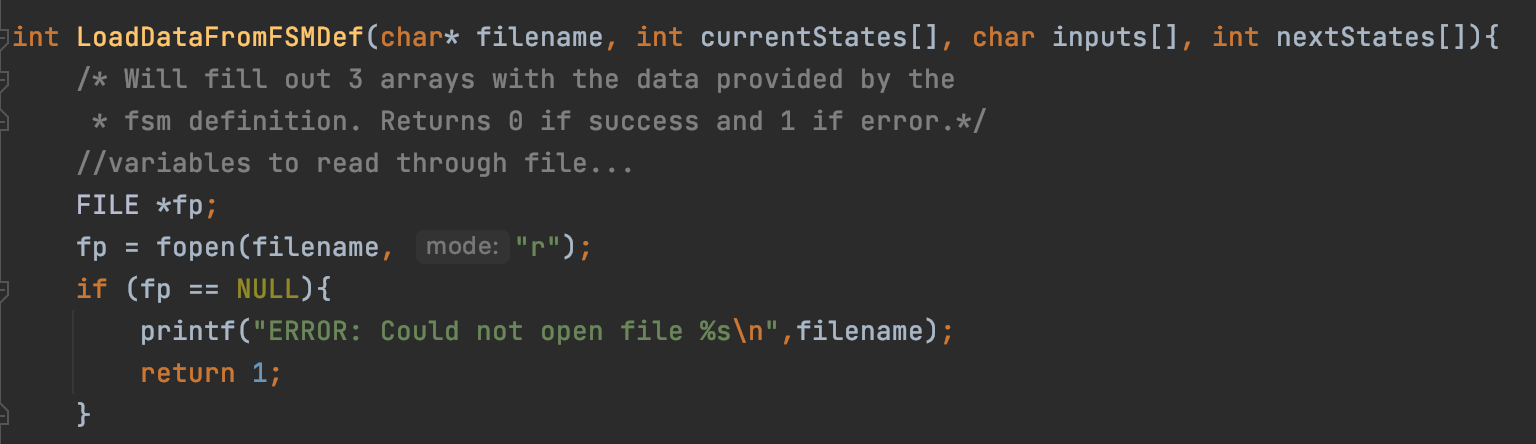 int LoadDataFromFSMDef(char* filename, int currentStates[], char inputs[], int nextStates[]){
    /* Will fill out 3 arrays with the data provided by the
     * fsm definition. Returns 0 if success and 1 if error.*/
    //variables to read through file...
    FILE *fp;
    fp = fopen(filename, mode: "r");
    if (fp == NULL){
        printf("ERROR: Could not open file %s\n",filename);
        return 1;
    }